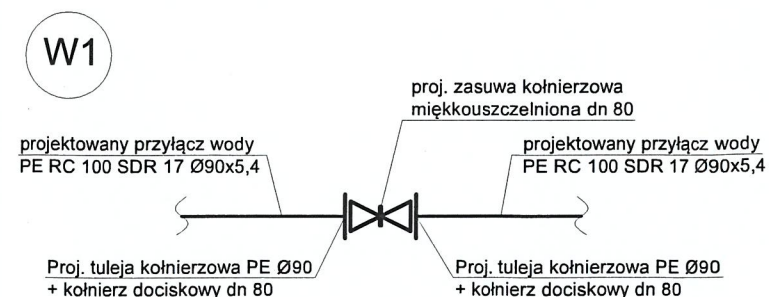 W1
proj. zasuwa kołnierzowa
miękkouszczelniona dn 80
projektowany przyłącz wody
PE RC 100 SDR 17 Ø90x5,4
projektowany przyłącz wody
PE RC 100 SDR 17 Ø90x5,4
Proj. tuleja kołnierzowa PE Ø90
+ kołnierz dociskowy dn 80
Proj. tuleja kołnierzowa PE Ø90
+ kołnierz dociskowy dn 80